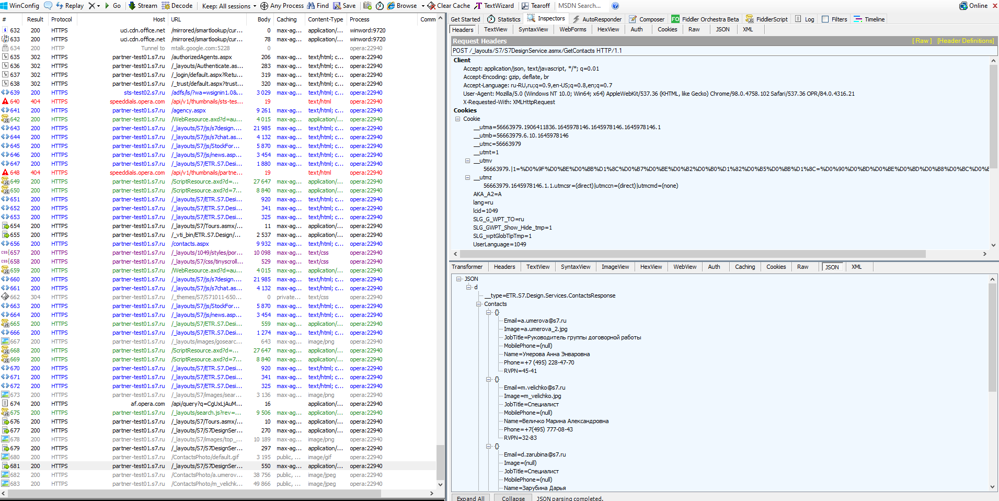 WinConfig Replay Go Stream Decode Keep: All sessions Any Process Find Save Browse Clear Cache TextWizard Tearoff MSDN Search... Online
# Result Protocol Host URL Body Caching Content-Type Process Comm
632 200 HTTPS uci.cdn.office.net /mirrored/smartlookup/cur... 0 max-ag... application/... winword:9720
633 200 HTTPS uci.cdn.office.net /mirrored/smartlookup/cur... 78 max-ag... application/... winword:9720
634 200 HTTP Tunnel to mtalk.google.com:5228 0 opera:22940
635 302 HTTPS partner-test01.s7.ru /authorizedAgents.aspx 206 max-ag... text/html; c... opera:22940
636 302 HTTPS partner-test01.s7.ru /_layouts/Authenticate.as... 283 max-ag... text/html; c... opera:22940
637 302 HTTPS partner-test01.s7.ru /_login/default.aspx?Retu... 319 max-ag... text/html; c... opera:22940
638 302 HTTPS partner-test01.s7.ru /_trust/default.aspx?trust... 320 max-ag... text/html; c... opera:22940
639 200 HTTPS sts-test02.s7.ru /adfs/ls/?wa=wsignin1.0&... 3 029 max-ag... text/html; c... opera:22940
640 404 HTTPS speeddials.opera.com /api/v1/thumbnails/sts-tes... 19 text/html opera:22940
641 200 HTTPS partner-test01.s7.ru /agency.aspx 9 261 max-ag... text/html; c... opera:22940
642 200 HTTPS partner-test01.s7.ru /WebResource.axd?d=au... 4 015 max-ag... application/... opera:22940
643 200 HTTPS partner-test01.s7.ru /_layouts/S7/js/s7design.... 21 985 max-ag... text/html; c... opera:22940
644 200 HTTPS partner-test01.s7.ru /_layouts/S7/js/s7chat.as... 4 132 max-ag... text/html; c... opera:22940
645 200 HTTPS partner-test01.s7.ru /_layouts/S7/js/StockFor... 5 870 max-ag... text/html; c... opera:22940
646 200 HTTPS partner-test01.s7.ru /_layouts/S7/js/news.asp... 3 454 max-ag... text/html; c... opera:22940
647 200 HTTPS partner-test01.s7.ru /_layouts/S7/ETR.S7.Desi... 1 880 max-ag... text/html; c... opera:22940
648 404 HTTPS speeddials.opera.com /api/v1/thumbnails/partne... 19 text/html opera:22940
649 200 HTTPS partner-test01.s7.ru /ScriptResource.axd?d=... 27 647 max-ag... application/... opera:22940
650 200 HTTPS partner-test01.s7.ru /ScriptResource.axd?d=7... 8 840 max-ag... application/... opera:22940
651 200 HTTPS partner-test01.s7.ru /_layouts/S7/ETR.S7.Desi... 920 max-ag... text/html; c... opera:22940
652 200 HTTPS partner-test01.s7.ru /_layouts/S7/ETR.S7.Desi... 341 max-ag... text/html; c... opera:22940
653 200 HTTPS partner-test01.s7.ru /_layouts/S7/ETR.S7.Desi... 325 max-ag... text/html; c... opera:22940
654 200 HTTPS partner-test01.s7.ru /_layouts/S7/Tours.asmx/... 11 max-ag... application/... opera:22940
655 200 HTTPS partner-test01.s7.ru /_vti_bin/ETR.S7.Design/... 2 537 max-ag... application/... opera:22940
656 200 HTTPS partner-test01.s7.ru /contacts.aspx 9 932 max-ag... text/html; c... opera:22940
657 200 HTTPS partner-test01.s7.ru /_layouts/1049/styles/por... 10 098 max-ag... text/css opera:22940
658 200 HTTPS partner-test01.s7.ru /_layouts/S7/css/tinyscroll... 529 max-ag... text/css opera:22940
659 200 HTTPS partner-test01.s7.ru /WebResource.axd?d=au... 4 015 max-ag... application/... opera:22940
660 200 HTTPS partner-test01.s7.ru /_layouts/S7/js/s7design.... 21 985 max-ag... text/html; c... opera:22940
661 200 HTTPS partner-test01.s7.ru /_layouts/S7/js/s7chat.as... 4 132 max-ag... text/html; c... opera:22940
662 304 HTTPS partner-test01.s7.ru /_themes/S7/S71011-650... 0 private... text/css opera:22940
663 200 HTTPS partner-test01.s7.ru /_layouts/S7/js/StockFor... 5 870 max-ag... text/html; c... opera:22940
664 200 HTTPS partner-test01.s7.ru /_layouts/S7/js/news.asp... 3 454 max-ag... text/html; c... opera:22940
665 200 HTTPS partner-test01.s7.ru /_layouts/S7/ETR.S7.Desi... 559 max-ag... application/... opera:22940
666 200 HTTPS partner-test01.s7.ru /_layouts/S7/ETR.S7.Desi... 1 274 max-ag... text/html; c... opera:22940
667 200 HTTPS partner-test01.s7.ru /_layouts/images/gosearc... 643 max-ag... image/png opera:22940
668 200 HTTPS partner-test01.s7.ru /ScriptResource.axd?d=... 27 647 max-ag... application/... opera:22940
669 200 HTTPS partner-test01.s7.ru /ScriptResource.axd?d=7... 8 840 max-ag... application/... opera:22940
670 200 HTTPS partner-test01.s7.ru /_layouts/S7/ETR.S7.Desi... 920 max-ag... text/html; c... opera:22940
671 200 HTTPS partner-test01.s7.ru /_layouts/S7/ETR.S7.Desi... 341 max-ag... text/html; c... opera:22940
672 200 HTTPS partner-test01.s7.ru /_layouts/S7/ETR.S7.Desi... 325 max-ag... text/html; c... opera:22940
673 200 HTTPS partner-test01.s7.ru /_layouts/S7/images/sear... 3 136 max-ag... image/png opera:22940
674 200 HTTPS af.opera.com /api/query?q=CgUxLjAuM... 16 application/... opera:22940
675 200 HTTPS partner-test01.s7.ru /_layouts/search.js?rev=... 9 506 max-ag... application/... opera:22940
676 200 HTTPS partner-test01.s7.ru /_layouts/S7/Tours.asmx/... 10 max-ag... application/... opera:22940
677 200 HTTPS partner-test01.s7.ru /_layouts/S7/S7DesignSer... 270 max-ag... application/... opera:22940
678 200 HTTPS partner-test01.s7.ru /_layouts/S7/images/top_... 10 189 max-ag... image/png opera:22940
679 200 HTTPS partner-test01.s7.ru /_layouts/S7/S7DesignSer... 297 max-ag... application/... opera:22940
680 200 HTTPS partner-test01.s7.ru /ContactsPhoto/default.gif 3 195 public, ... image/gif opera:22940
681 200 HTTPS partner-test01.s7.ru /_layouts/S7/S7DesignSer... 550 max-ag... application/... opera:22940
682 200 HTTPS partner-test01.s7.ru /ContactsPhoto/a.umerov... 38 756 public, ... image/jpeg opera:22940
683 200 HTTPS partner-test01.s7.ru /ContactsPhoto/m_velichk... 49 866 public, ... image/jpeg opera:22940
Get Started Statistics Inspectors AutoResponder Composer FO Fiddler Orchestra Beta FiddlerScript Log Filters Timeline
Headers TextView SyntaxView WebForms HexView Auth Cookies Raw JSON XML
Request Headers [ Raw ] [Header Definitions]
POST /_layouts/S7/S7DesignService.asmx/GetContacts HTTP/1.1
Client
Accept: application/json, text/javascript, */*; q=0.01
Accept-Encoding: gzip, deflate, br
Accept-Language: ru-RU,ru;q=0.9,en-US;q=0.8,en;q=0.7
User-Agent: Mozilla/5.0 (Windows NT 10.0; Win64; x64) AppleWebKit/537.36 (KHTML, like Gecko) Chrome/98.0.4758.102 Safari/537.36 OPR/84.0.4316.21
X-Requested-With: XMLHttpRequest
Cookies
Cookie
__utma=56663979.1906411836.1645978146.1645978146.1645978146.1
__utmb=56663979.6.10.1645978146
__utmc=56663979
__utmt=1
__utmv
56663979.|1=%D0%9F%D0%BE%D0%BB%D1%8C%D0%B7%D0%BE%D0%B2%D0%B0%D1%82%D0%B5%D0%BB%D1%8C=%D0%90%D0%BD%D0%BE%D0%BD%D0%B8%D0%BC%D0%E
__utmz
56663979.1645978146.1.1.utmcsr=(direct)|utmccn=(direct)|utmcmd=(none)
AKA_A2=A
lang=ru
lcid=1049
SLG_G_WPT_TO=ru
SLG_GWPT_Show_Hide_tmp=1
SLG_wptGlobTipTmp=1
UserLanguage=1049
Transformer Headers TextView SyntaxView ImageView HexView WebView Auth Caching Cookies Raw JSON XML
JSON
d
__type=ETR.S7.Design.Services.ContactsResponse
Contacts
{}
Email=a.umerova@s7.ru
Image=a.umerova_2.jpg
JobTitle=Руководитель группы договорной работы
MobilePhone=(null)
Name=Умерова Анна Энваровна
Phone=+7 (495) 228-47-70
RVPN=45-41
{}
Email=m.velichko@s7.ru
Image=m_velichko.jpg
JobTitle=Специалист
MobilePhone=(null)
Name=Величко Марина Александровна
Phone=+7(495) 777-08-43
RVPN=32-83
{}
Email=d.zarubina@s7.ru
Image=(null)
JobTitle=Специалист
MobilePhone=(null)
Name=Зарубина Дарья
Expand All Collapse JSON parsing completed.